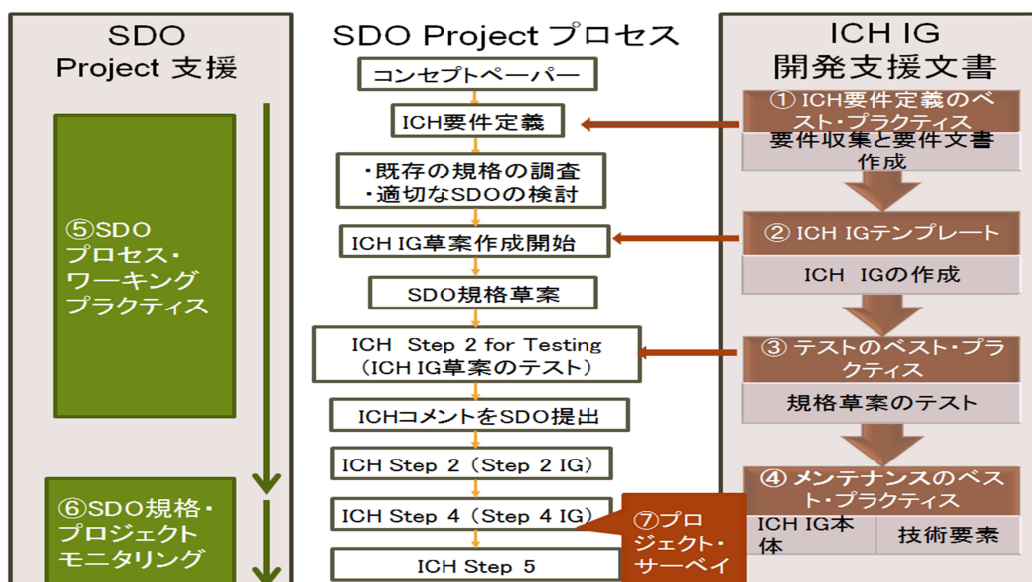 SDO
Project 支援
⑤SDO
プロセス・
ワーキング
プラクティス
⑥SDO規格・
プロジェクト
モニタリング
SDO Project プロセス
コンセプトペーパー
ICH要件定義
・既存の規格の調査
・適切なSDOの検討
ICH IG草案作成開始
SDO規格草案
ICH Step 2 for Testing
（ICH IG草案のテスト）
ICHコメントをSDO提出
ICH Step 2 （Step 2 IG）
ICH Step 4 （Step 4 IG）
ICH Step 5
⑦プロ
ジェクト・
サーベイ
ICH IG
開発支援文書
① ICH要件定義のベ
スト・プラクティス
要件収集と要件文書
作成
② ICH IGテンプレート
ICH IGの作成
③ テストのベスト・プラ
クティス
規格草案のテスト
④ メンテナンスのベス
ト・プラクティス
ICH IG本
体
技術要素